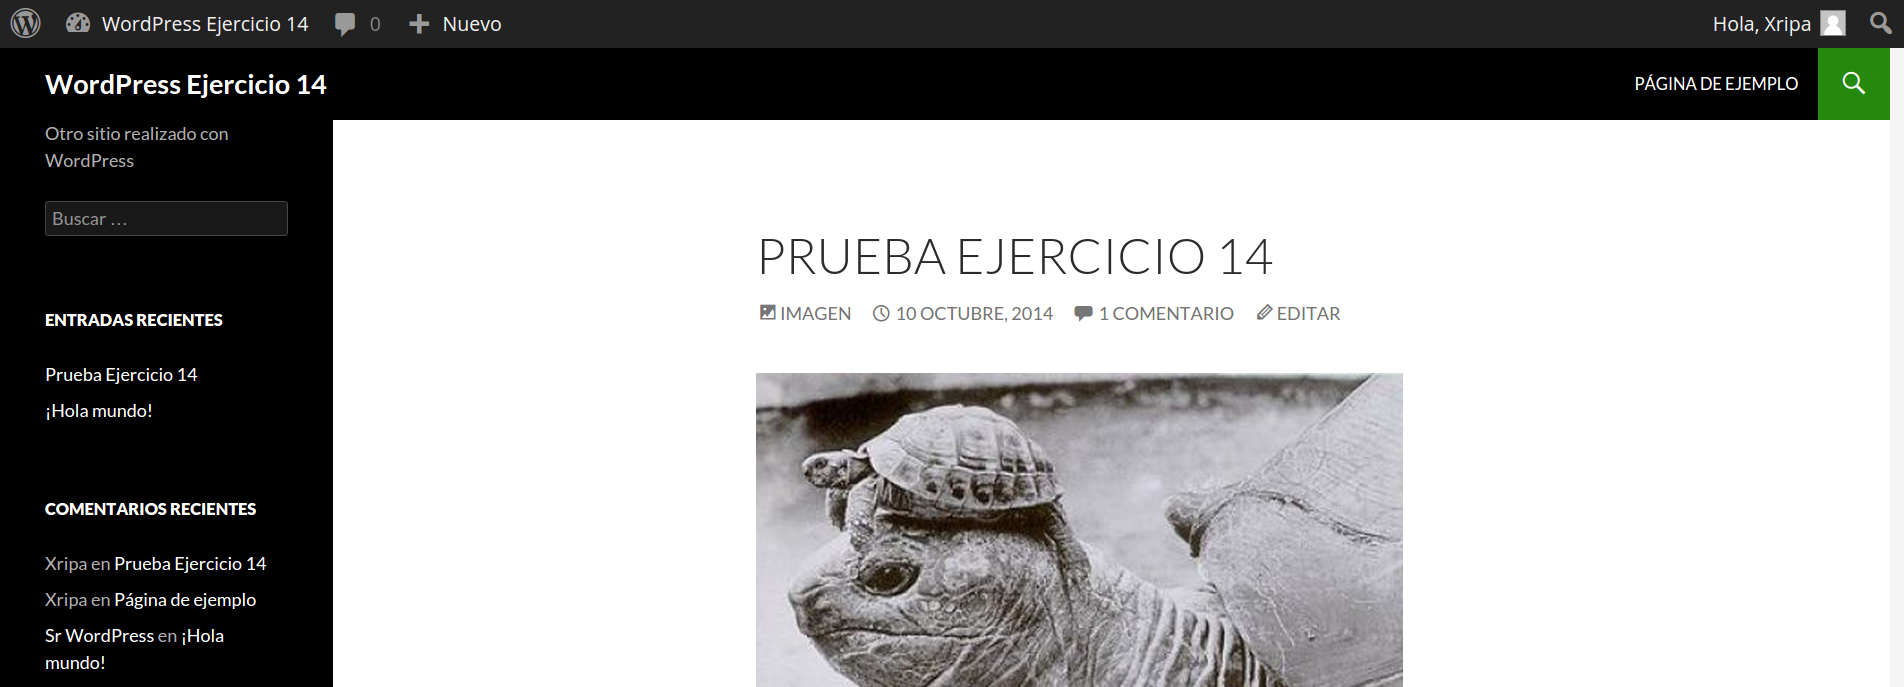 WordPress Ejercicio 14 0 Nuevo Hola, Xripa
WordPress Ejercicio 14 PÁGINA DE EJEMPLO
Otro sitio realizado con
WordPress
Buscar …
ENTRADAS RECIENTES
Prueba Ejercicio 14
¡Hola mundo!
COMENTARIOS RECIENTES
Xripa en Prueba Ejercicio 14
Xripa en Página de ejemplo
Sr WordPress en ¡Hola
mundo!
PRUEBA EJERCICIO 14
IMAGEN 10 OCTUBRE, 2014 1 COMENTARIO EDITAR